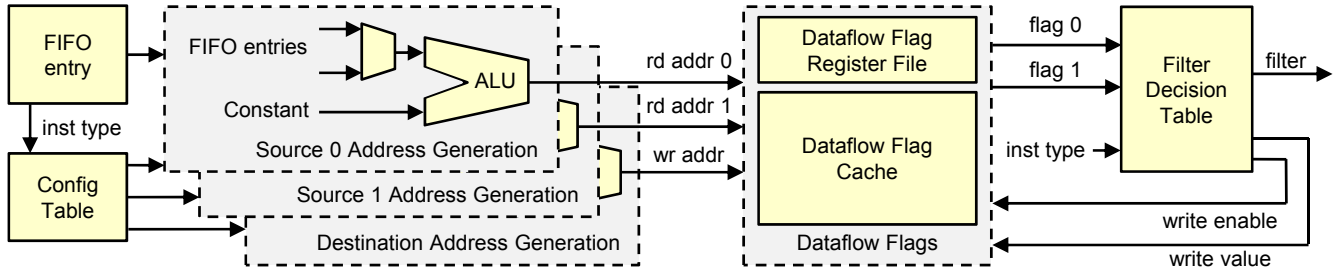 FIFO
entry
inst type
Config
Table
FIFO entries
Constant
ALU
Source 0 Address Generation
Source 1 Address Generation
Destination Address Generation
rd addr 0
rd addr 1
wr addr
Dataflow Flag
Register File
Dataflow Flag
Cache
Dataflow Flags
flag 0
flag 1
inst type
Filter
Decision
Table
filter
write enable
write value